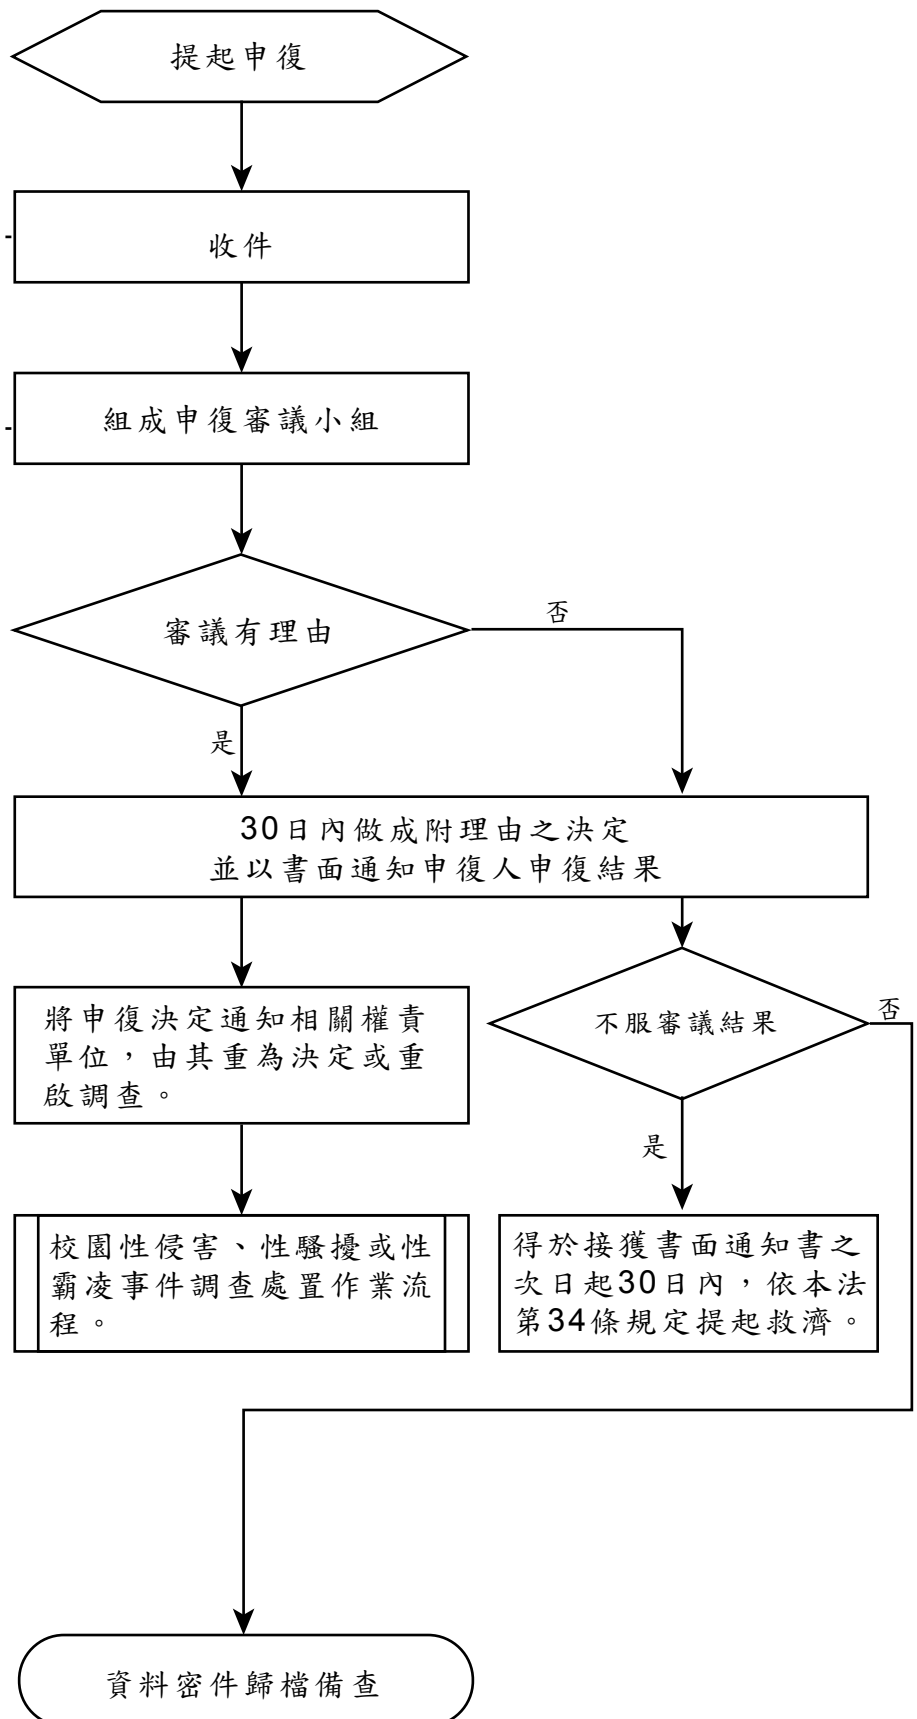 提起申復
收件
組成申復審議小組
審議有理由
否
是
30日內做成附理由之決定
並以書面通知申復人申復結果
將申復決定通知相關權責
單位，由其重為決定或重
啟調查。
不服審議結果
否
是
校園性侵害、性騷擾或性
霸凌事件調查處置作業流
程。
得於接獲書面通知書之
次日起30日內，依本法
第34條規定提起救濟。
資料密件歸檔備查